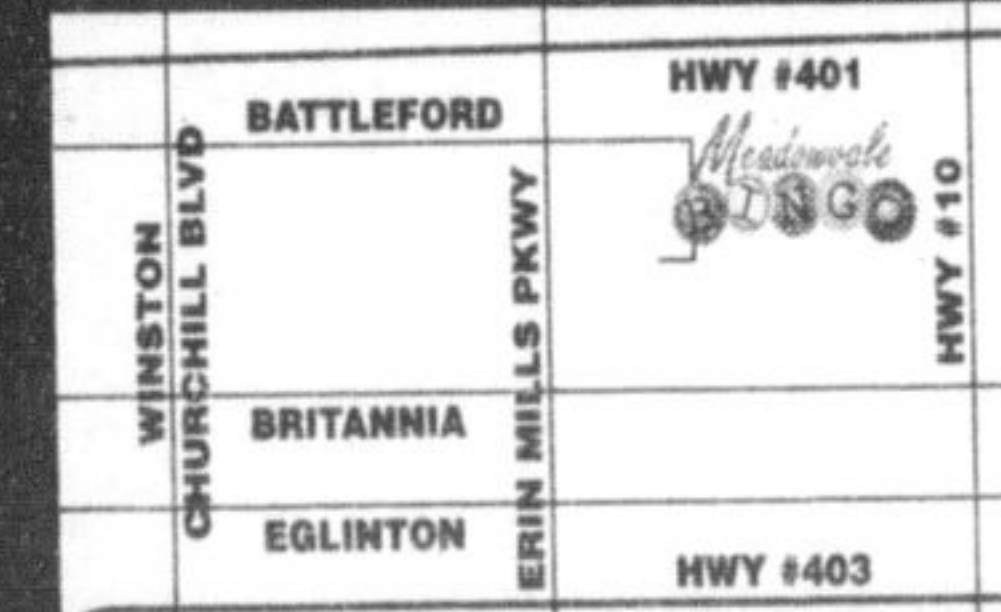 HWY #401
BATTLEFORD
Meadowvale
BINGO
WINSTON
CHURCHILL BLVD
ERIN MILLS PKWY
HWY #10
BRITANNIA
EGLINTON
HWY #403